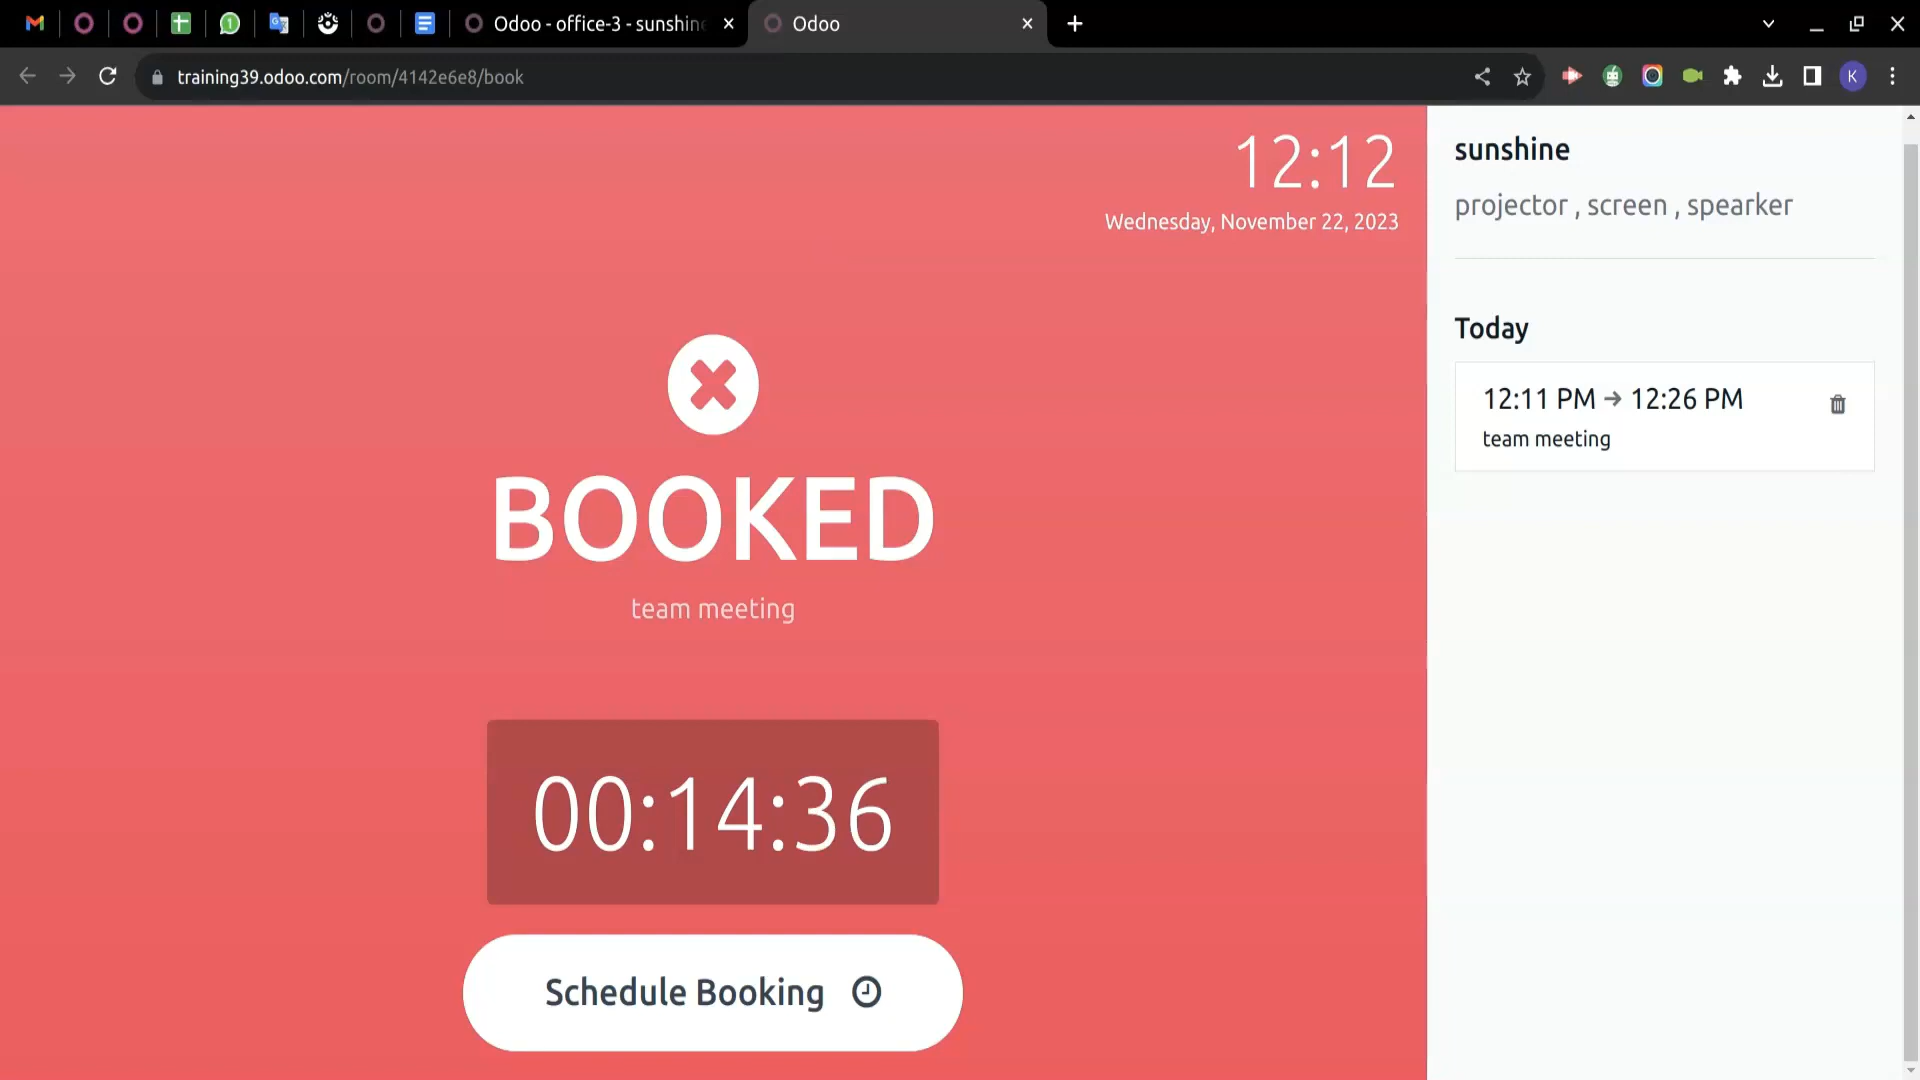 Odoo - office-3 - sunshine
Odoo
training39.odoo.com/room/4142e6e8/book
K
1
12:12
Wednesday, November 22, 2023
BOOKED
team meeting
00:14:36
Schedule Booking
sunshine
projector , screen , spearker
Today
12:11 PM → 12:26 PM
team meeting